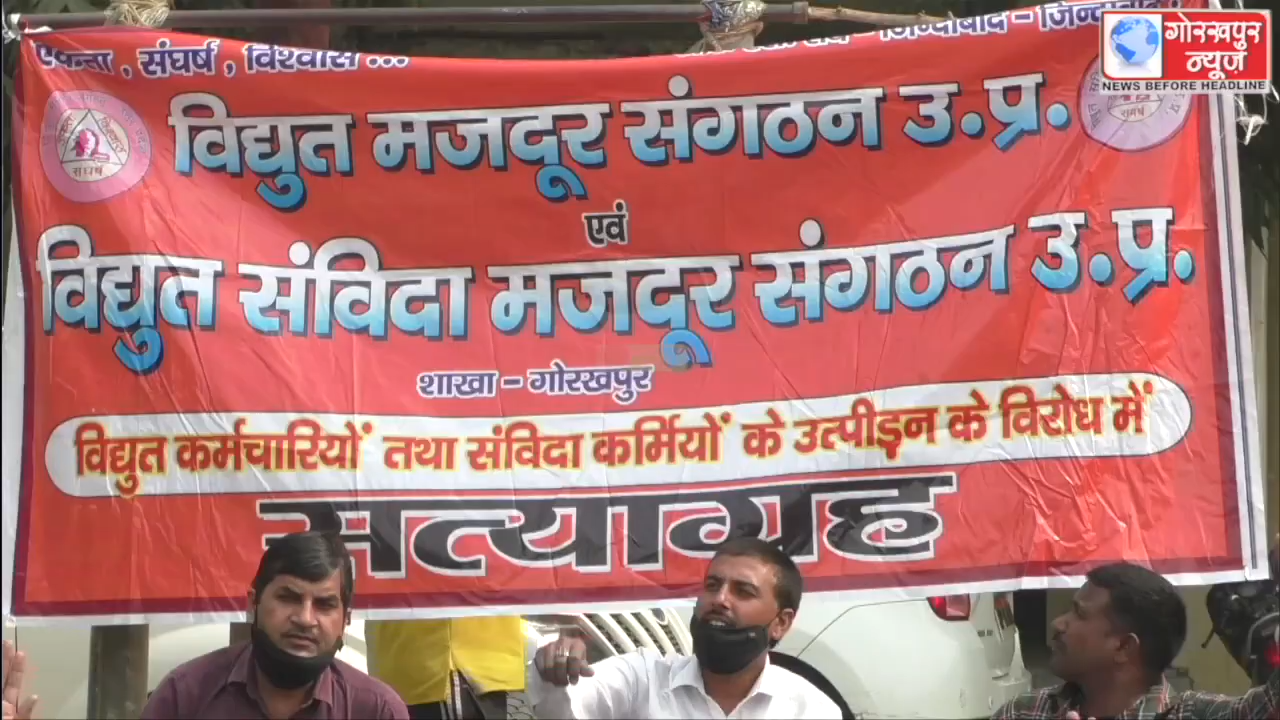 एकता , संघर्ष , विश्वास ...
जिन्दाबाद - जिन्दाबाद
गोरखपुर
न्यूज़
NEWS BEFORE HEADLINE
संघर्ष
विद्युत मजदूर संगठन उ.प्र.
एवं
विद्युत संविदा मजदूर संगठन उ.प्र.
शाखा - गोरखपुर
विद्युत कर्मचारियों तथा संविदा कर्मियों के उत्पीड़न के विरोध में
सत्याग्रह